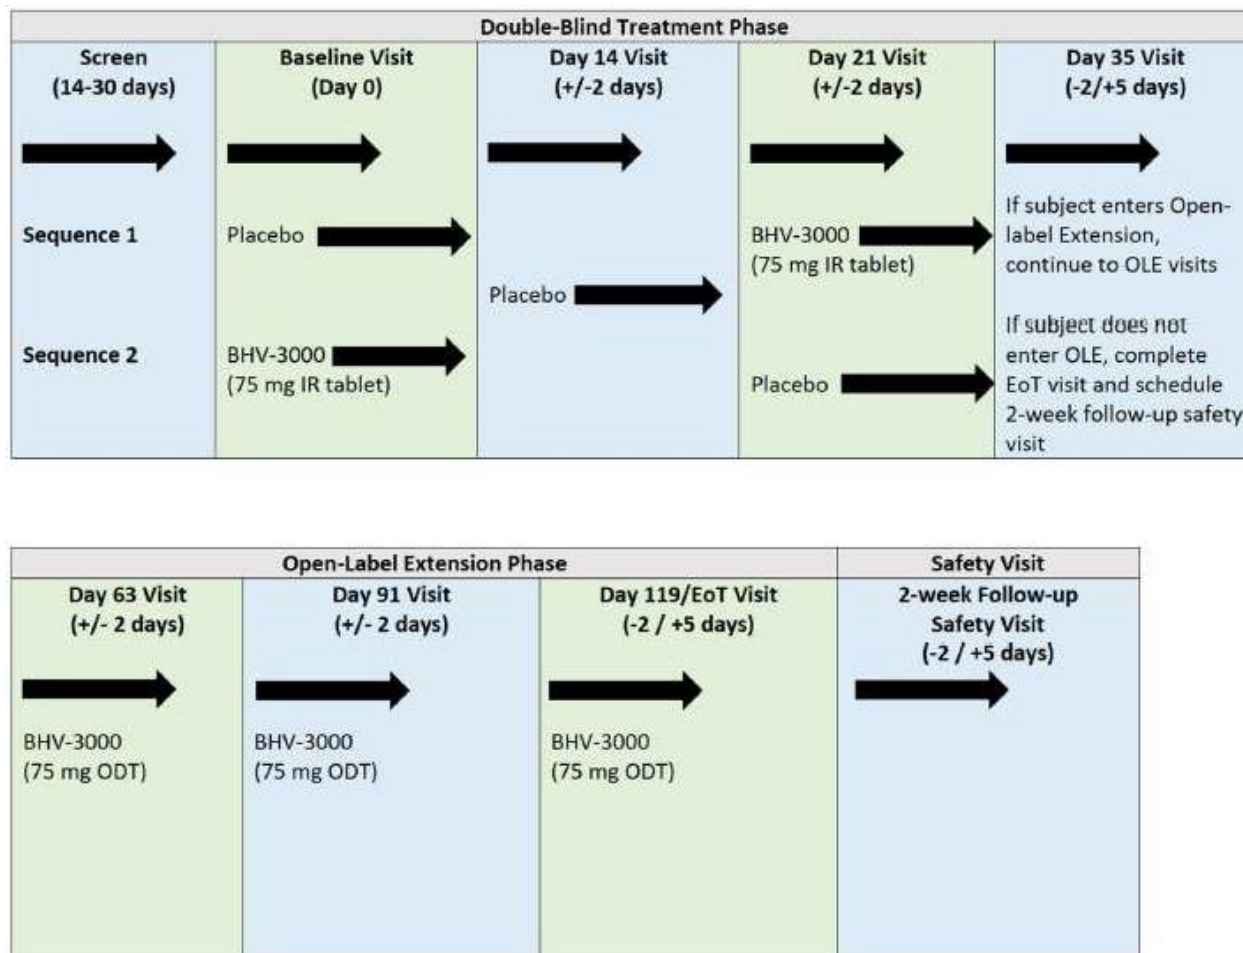 Double-Blind Treatment Phase
Screen
(14-30 days)
Baseline Visit
(Day 0)
Day 14 Visit
(+/-2 days)
Day 21 Visit
(+/-2 days)
Day 35 Visit
(-2/+5 days)
Sequence 1
Placebo
Sequence 2
BHV-3000
(75 mg IR tablet)
Placebo
BHV-3000
(75 mg IR tablet)
Placebo
If subject enters Open-
label Extension,
continue to OLE visits
If subject does not
enter OLE, complete
EoT visit and schedule
2-week follow-up safety
visit
Open-Label Extension Phase
Safety Visit
Day 63 Visit
(+/- 2 days)
Day 91 Visit
(+/- 2 days)
Day 119/EoT Visit
(-2 / +5 days)
2-week Follow-up
Safety Visit
(-2 / +5 days)
BHV-3000
(75 mg ODT)
BHV-3000
(75 mg ODT)
BHV-3000
(75 mg ODT)